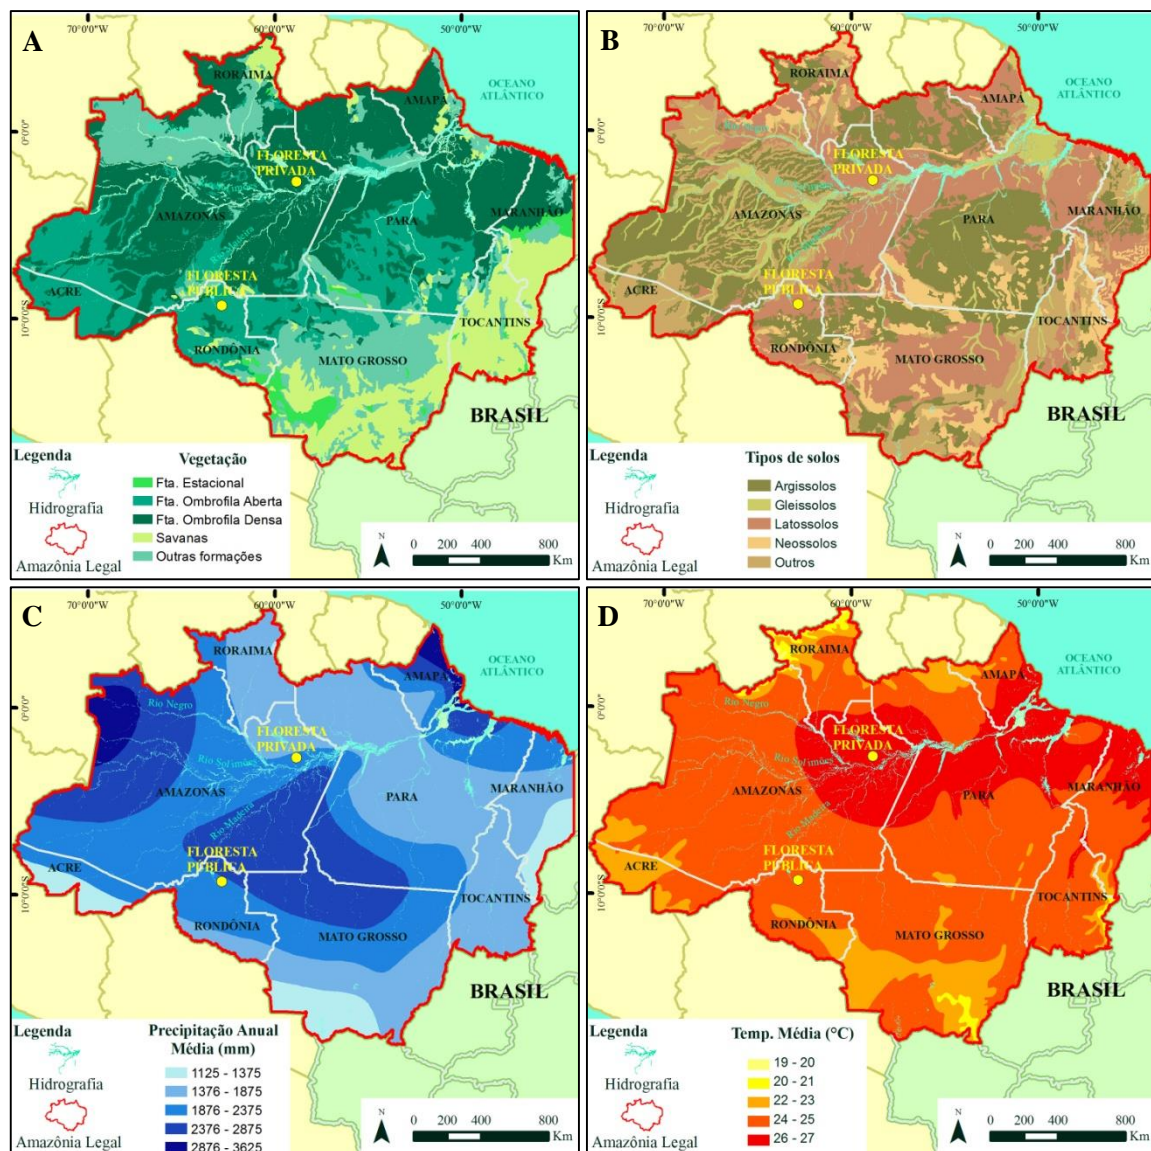 A
70°0'0"W
60°0'0"W
50°0'0"W
0°0'0"
10°0'0"S
RORAIMA
AMAPÁ
OCEANO
ATLÂNTICO
FLORESTA
PRIVADA
AMAZONAS
PARA
MARANHÃO
FLORESTA
PÚBLICA
ACRE
RONDÔNIA
MATO GROSSO
TOCANTINS
BRASIL
Legenda
Hidrografia
Amazônia Legal
Vegetação
Fta. Estacional
Fta. Ombrofila Aberta
Fta. Ombrofila Densa
Savanas
Outras formações
N
0 200 400 800
Km
B
70°0'0"W
60°0'0"W
50°0'0"W
0°0'0"
10°0'0"S
RORAIMA
AMAPÁ
OCEANO
ATLÂNTICO
Rio Negro
FLORESTA
PRIVADA
AMAZONAS
PARA
MARANHÃO
FLORESTA
PÚBLICA
ACRE
RONDÔNIA
MATO GROSSO
TOCANTINS
BRASIL
Legenda
Hidrografia
Amazônia Legal
Tipos de solos
Argissolos
Gleissolos
Latossolos
Neossolos
Outros
N
0 200 400 800
Km
C
70°0'0"W
60°0'0"W
50°0'0"W
0°0'0"
10°0'0"S
RORAIMA
AMAPÁ
OCEANO
ATLÂNTICO
Rio Negro
FLORESTA
PRIVADA
Rio Solimões
AMAZONAS
Rio Madeira
PARA
MARANHÃO
FLORESTA
PÚBLICA
ACRE
RONDÔNIA
MATO GROSSO
TOCANTINS
BRASIL
Legenda
Hidrografia
Amazônia Legal
Precipitação Anual
Média (mm)
1125 - 1375
1376 - 1875
1876 - 2375
2376 - 2875
2876 - 3625
N
0 200 400 800
Km
D
70°0'0"W
60°0'0"W
50°0'0"W
0°0'0"
10°0'0"S
RORAIMA
AMAPÁ
OCEANO
ATLÂNTICO
Rio Negro
FLORESTA
PRIVADA
Rio Solimões
AMAZONAS
Rio Madeira
PARA
MARANHÃO
FLORESTA
PÚBLICA
ACRE
RONDÔNIA
MATO GROSSO
TOCANTINS
BRASIL
Legenda
Hidrografia
Amazônia Legal
Temp. Média (°C)
19 - 20
20 - 21
22 - 23
24 - 25
26 - 27
N
0 200 400 800
Km